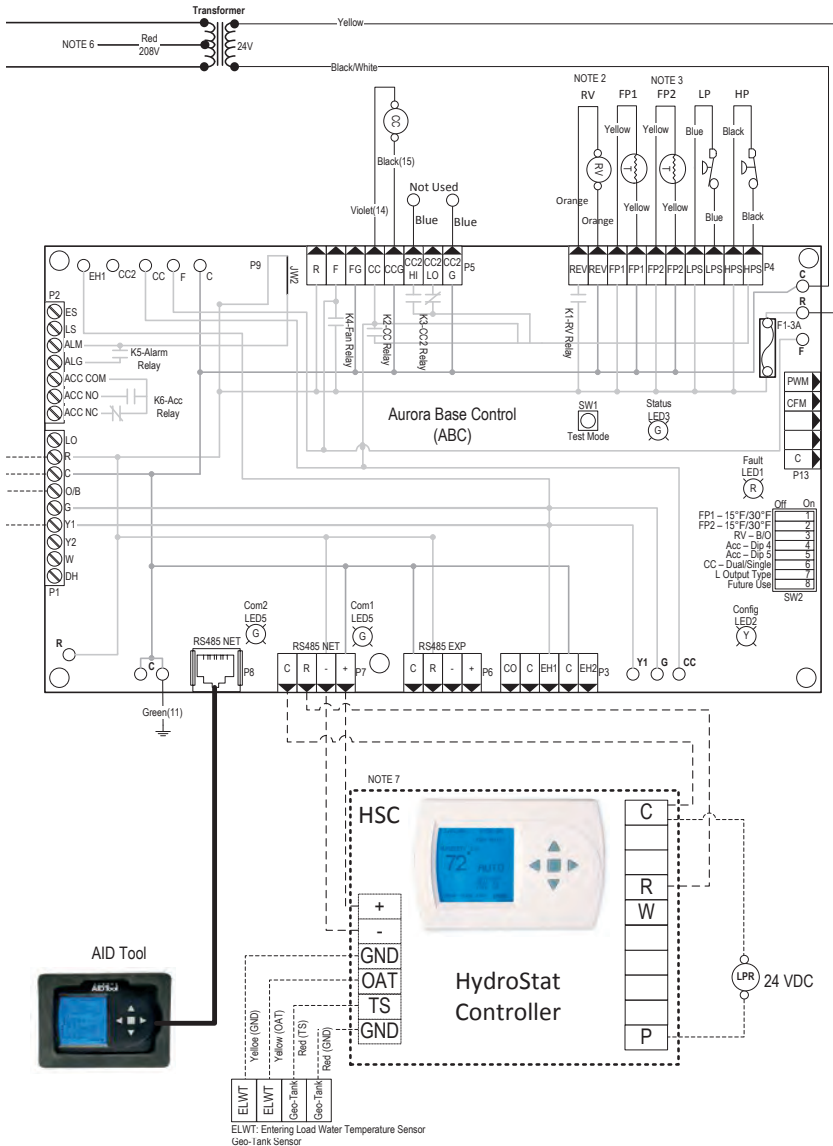 Transformer
Yellow
NOTE 6
Red
208V
24V
Black/White
NOTE 2
NOTE 3
RV
FP1
FP2
LP
HP
CC
Yellow
Yellow
Blue
Black
Black(15)
RV
Not Used
Violet(14)
Blue
Blue
Orange
Orange
Yellow
Yellow
Blue
Black
EH1
CC2
CC
F
C
P9
JW2
R
F
FG
CC
CCG
CC2 HI
CC2 LO
CC2 G
P5
REV
REV
FP1
FP1
FP2
FP2
LPS
LPS
HPS
HPS
P4
C
R
F1-3A
F
P2
ES
LS
ALM
ALG
ACC COM
ACC NO
ACC NC
K5-Alarm
Relay
K6-Acc
Relay
K4-Fan Relay
K2-CC Relay
K3-CC2 Relay
K1-RV Relay
Aurora Base Control
(ABC)
SW1
Test Mode
Status
LED3
G
PWM
CFM
C
P13
Fault
LED1
R
LO
R
C
O/B
G
Y1
Y2
W
DH
P1
Off
On
FP1 – 15°F/30°F
1
FP2 – 15°F/30°F
2
RV – B/O
3
Acc – Dip 4
4
Acc – Dip 5
5
CC – Dual/Single
6
L Output Type
7
Future Use
8
SW2
Config
LED2
Y
R
C
RS485 NET
P8
Com2
LED5
G
Com1
LED5
G
RS485 NET
C
R
-
+
P7
RS485 EXP
C
R
-
+
P6
CO
C
EH1
C
EH2
P3
Y1
G
CC
Green(11)
NOTE 7
HSC
72
AUTO
+
-
GND
OAT
TS
GND
HydroStat
Controller
C
R
W
P
LPR
24 VDC
AID Tool
AID Tool
Yelloe (GND)
Yellow (OAT)
Red (TS)
Red (GND)
ELWT
ELWT
Geo-Tank
Geo-Tank
ELWT: Entering Load Water Temperature Sensor
Geo-Tank Sensor